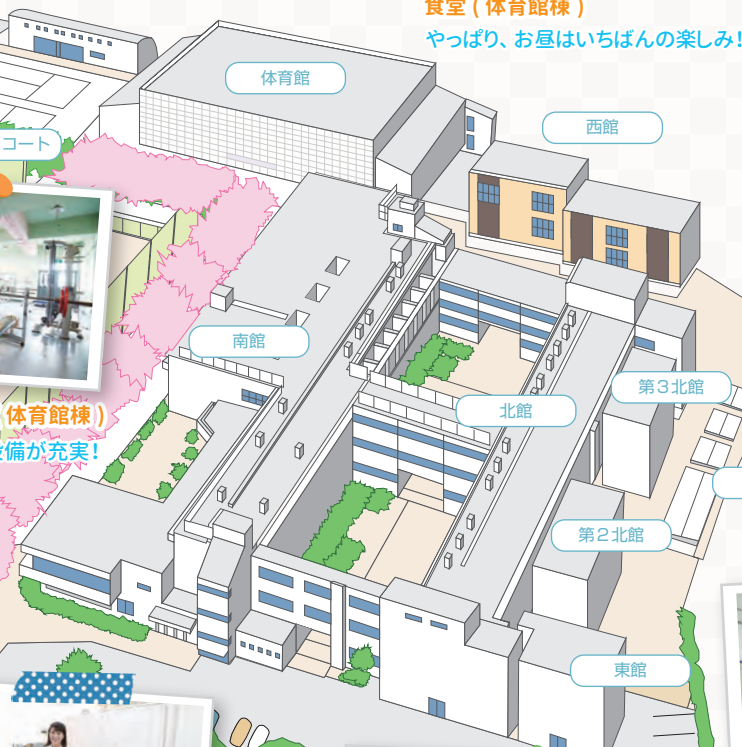 食堂 ( 体育館棟 )
やっぱり、お昼はいちばんの楽しみ!
体育館
西館
コート
南館
第3北館
北館
体育館棟 )
備が充実!
第2北館
東館